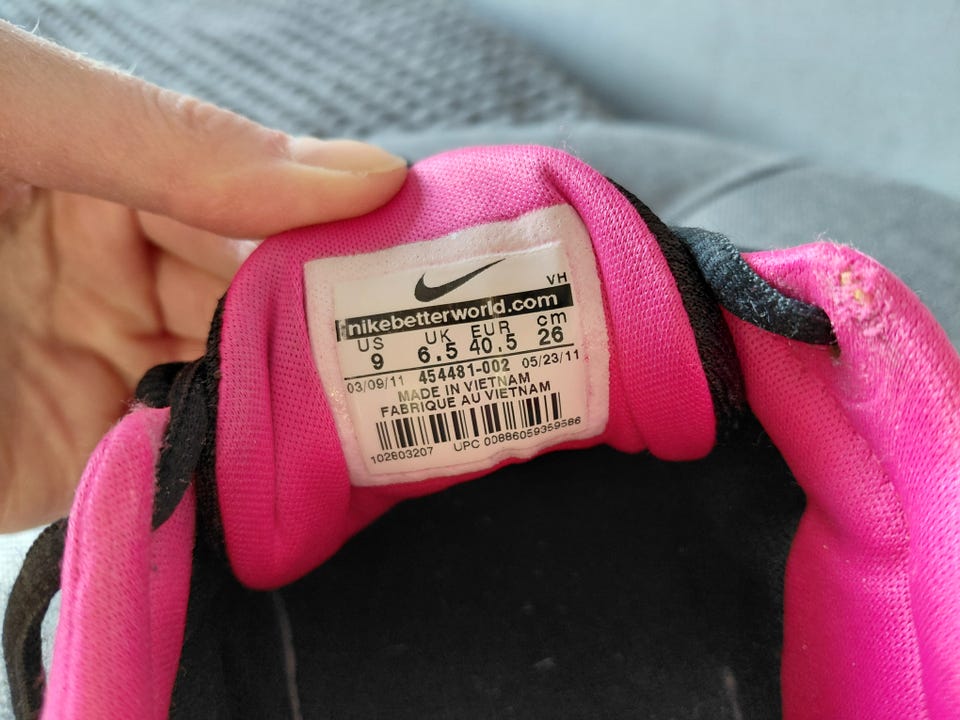 VH
nikebetterworld.com
US UK EUR cm
9 6.5 40.5 26
03/09/11 454481-002 05/23/11
MADE IN VIETNAM
FABRIQUE AU VIETNAM
102803207 UPC 00886059359586